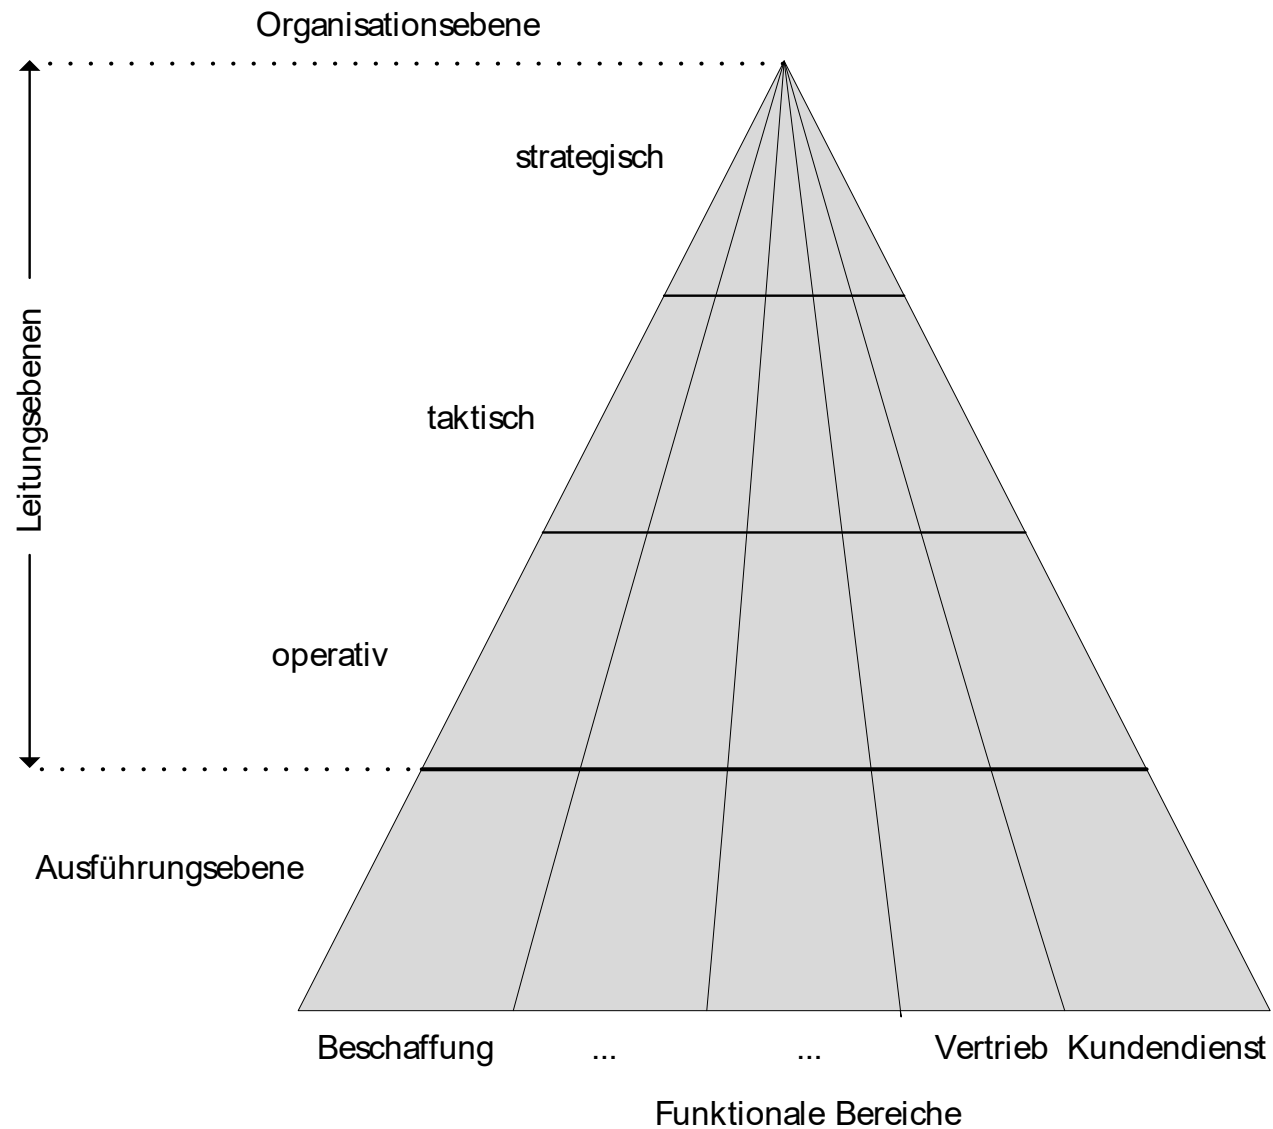 Organisationsebene
strategisch
Leitungsebenen
taktisch
operativ
Ausführungsebene
Beschaffung ... ... Vertrieb Kundendienst
Funktionale Bereiche